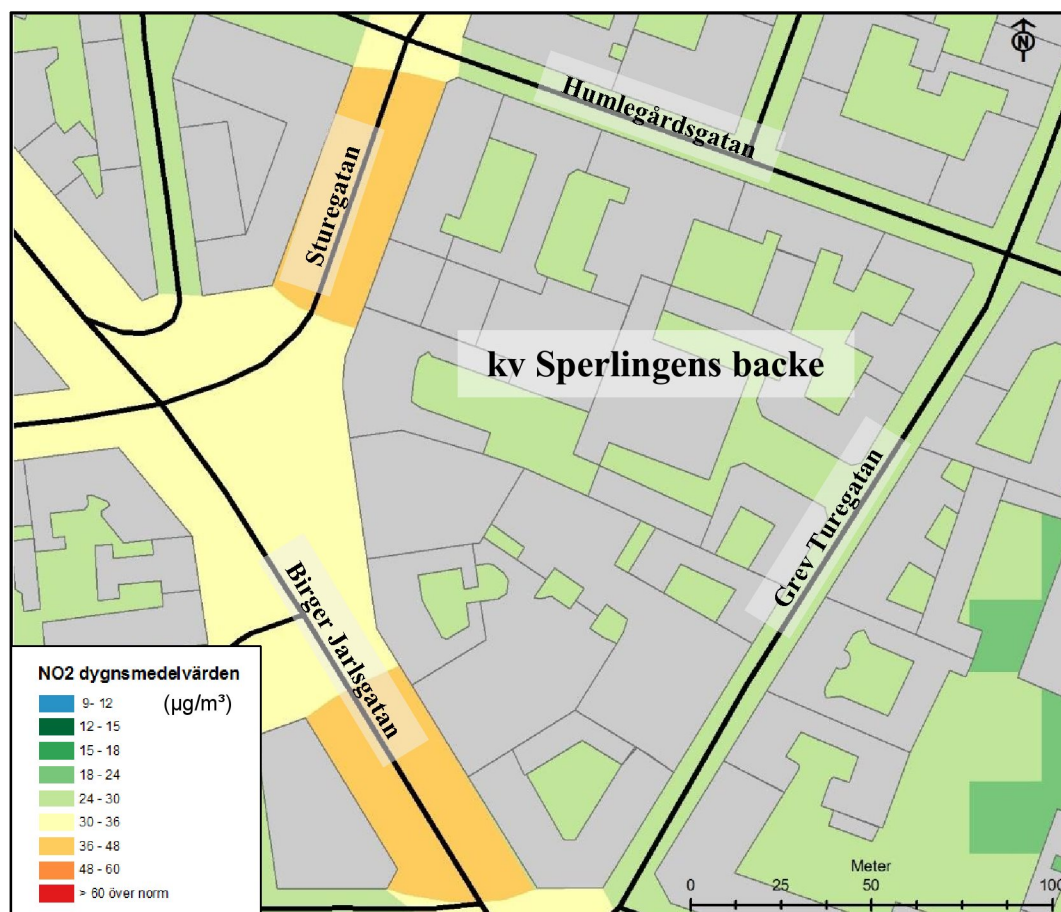 N
Humlegårdsgatan
Sturegatan
kv Sperlingens backe
Grev Turegatan
Birger Jarlsgatan
NO2 dygnsmedelvärden
(µg/m³)
9- 12
12 - 15
15 - 18
18 - 24
24 - 30
30 - 36
36 - 48
48 - 60
> 60 över norm
Meter
0 25 50 100